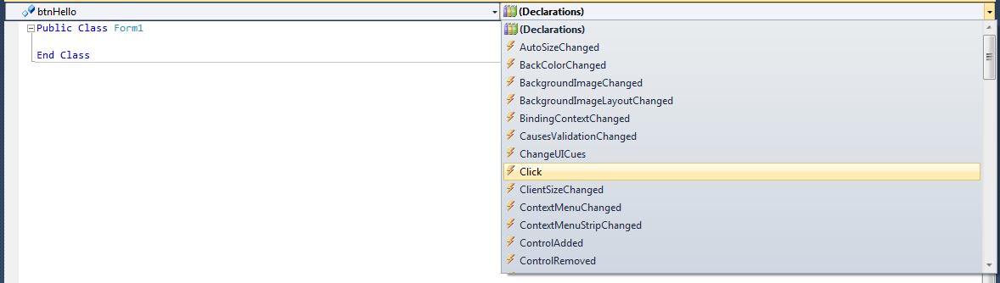 btnHello
(Declarations)
Public Class Form1
End Class
(Declarations)
AutoSizeChanged
BackColorChanged
BackgroundImageChanged
BackgroundImageLayoutChanged
BindingContextChanged
CausesValidationChanged
ChangeUICues
Click
ClientSizeChanged
ContextMenuChanged
ContextMenuStripChanged
ControlAdded
ControlRemoved